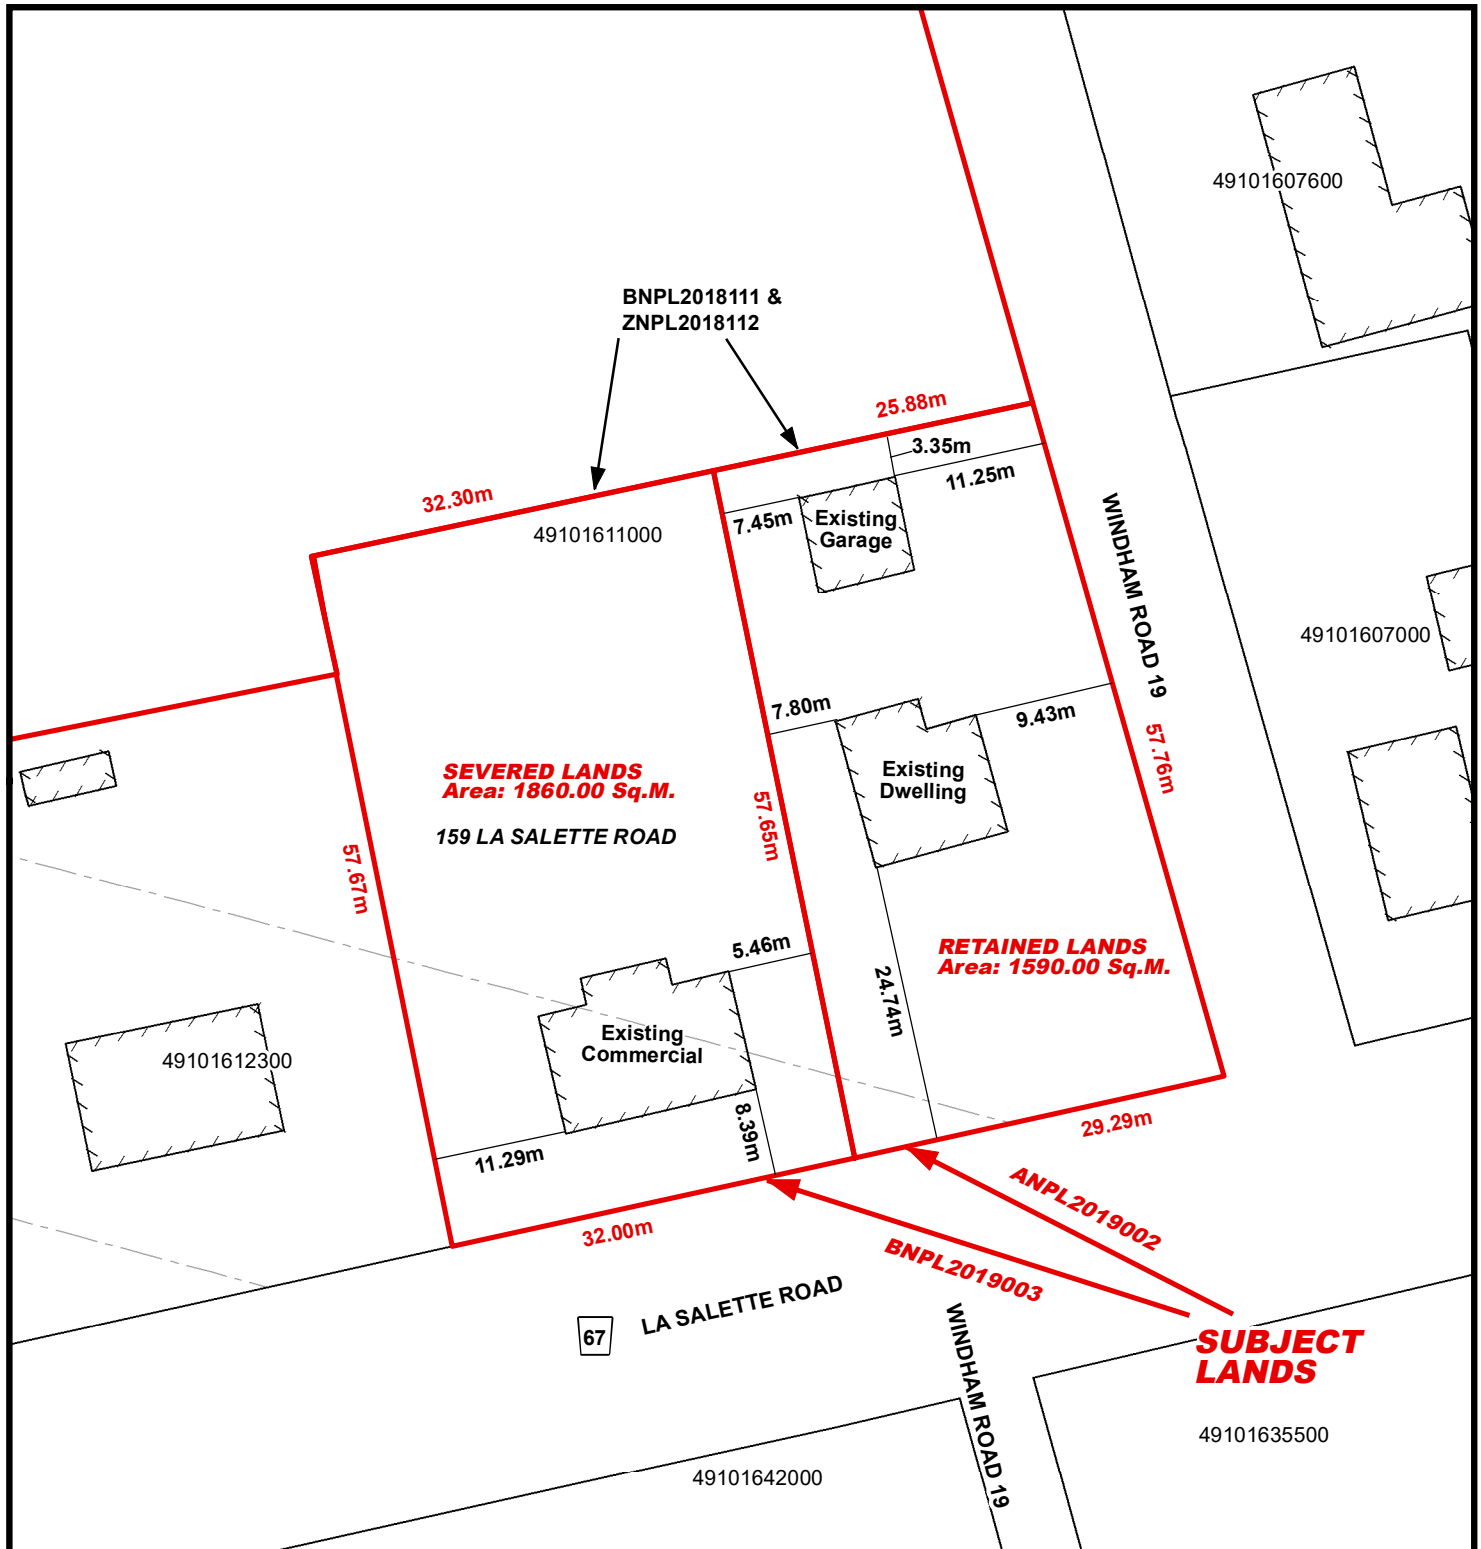 49101607600
BNPL2018111 &
ZNPL2018112
25.88m
3.35m
11.25m
32.30m
7.45m
49101611000
Existing
Garage
WINDHAM ROAD 19
49101607000
7.80m
9.43m
57.76m
SEVERED LANDS
Area: 1860.00 Sq.M.
Existing
Dwelling
159 LA SALETTE ROAD
57.65m
57.67m
5.46m
RETAINED LANDS
Area: 1590.00 Sq.M.
24.74m
Existing
Commercial
49101612300
8.39m
29.29m
11.29m
32.00m
ANPL2019002
BNPL2019003
LA SALETTE ROAD
67
WINDHAM ROAD 19
SUBJECT
LANDS
49101635500
49101642000